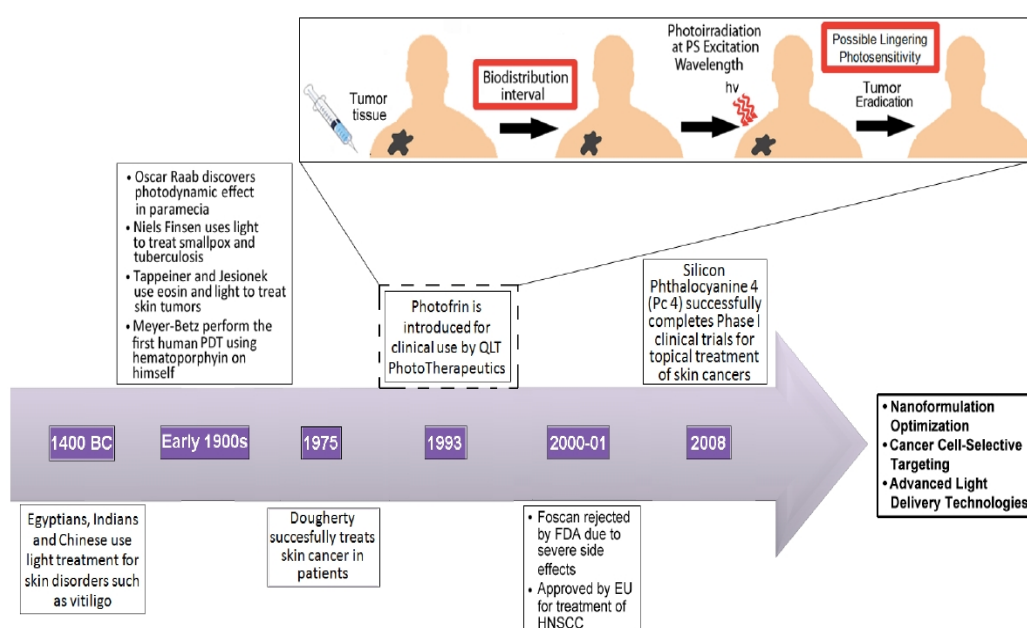 Tumor
tissue
Biodistribution
interval
Photoirradiation
at PS Excitation
Wavelength
hv
Possible Lingering
Photosensitivity
Tumor
Eradication
• Oscar Raab discovers
photodynamic effect
in paramecia
• Niels Finsen uses light
to treat smallpox and
tuberculosis
• Tappeiner and Jesionek
use eosin and light to treat
skin tumors
• Meyer-Betz perform the
first human PDT using
hematoporphyin on
himself
Photofrin is
introduced for
clinical use by QLT
PhotoTherapeutics
Silicon
Phthalocyanine 4
(Pc 4) successfully
completes Phase I
clinical trials for
topical treatment
of skin cancers
1400 BC
Early 1900s
1975
1993
2000-01
2008
• Nanoformulation
Optimization
• Cancer Cell-Selective
Targeting
• Advanced Light
Delivery Technologies
Egyptians, Indians
and Chinese use
light treatment for
skin disorders such
as vitiligo
Dougherty
succesfully treats
skin cancer in
patients
• Foscan rejected
by FDA due to
severe side
effects
• Approved by EU
for treatment of
HNSCC